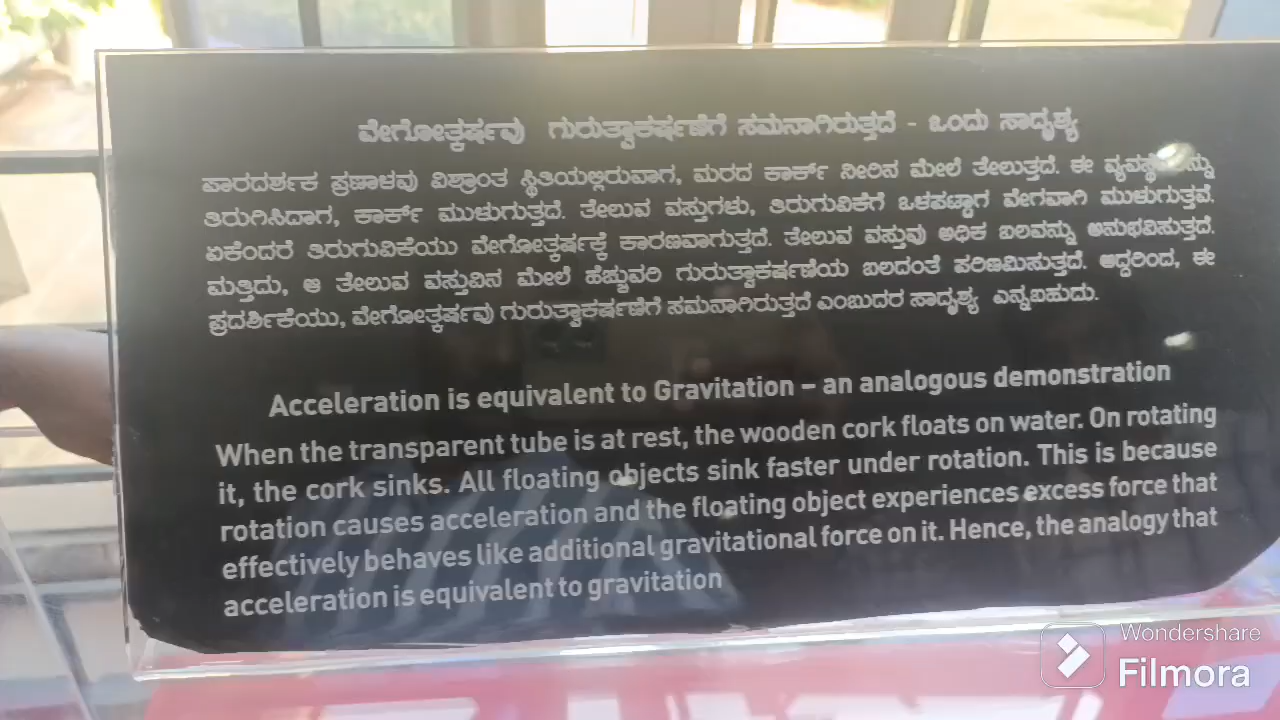 ವೇಗೋತ್ಕರ್ಷವು ಗುರುತ್ವಾಕರ್ಷಣೆಗೆ ಸಮನಾಗಿರುತ್ತದೆ - ಒಂದು ಸಾದೃಶ್ಯ
ಪಾರದರ್ಶಕ ಪ್ರಣಾಳವು ವಿಶ್ರಾಂತ ಸ್ಥಿತಿಯಲ್ಲಿರುವಾಗ, ಮರದ ಕಾರ್ಕ್ ನೀರಿನ ಮೇಲೆ ತೇಲುತ್ತದೆ. ಈ
ತಿರುಗಿಸಿದಾಗ, ಕಾರ್ಕ್ ಮುಳುಗುತ್ತದೆ. ತೇಲುವ ವಸ್ತುಗಳು, ತಿರುಗುವಿಕೆಗೆ ಒಳಪಟ್ಟಾಗ ವೇಗವಾಗಿ ಮುಳುಗುತ್ತವೆ.
ಏಕೆಂದರೆ ತಿರುಗುವಿಕೆಯು ವೇಗೋತ್ಕರ್ಷಕ್ಕೆ ಕಾರಣವಾಗುತ್ತದೆ. ತೇಲುವ ವಸ್ತುವು ಅಧಿಕ ಬಲವನ್ನು ಅನುಭವಿಸುತ್ತದೆ.
ಮತ್ತಿದು, ಆ ತೇಲುವ ವಸ್ತುವಿನ ಮೇಲೆ ಹೆಚ್ಚುವರಿ ಗುರುತ್ವಾಕರ್ಷಣೆಯ ಬಲದಂತೆ ಪರಿಣಮಿಸುತ್ತದೆ. ಆದ್ದರಿಂದ, ಈ
ಪ್ರದರ್ಶಿಕೆಯು, ವೇಗೋತ್ಕರ್ಷವು ಗುರುತ್ವಾಕರ್ಷಣೆಗೆ ಸಮನಾಗಿರುತ್ತದೆ ಎಂಬುದರ ಸಾದೃಶ್ಯ ಎನ್ನಬಹುದು.
Acceleration is equivalent to Gravitation – an analogous demonstration
When the transparent tube is at rest, the wooden cork floats on water. On rotating
it, the cork sinks. All floating objects sink faster under rotation. This is because
rotation causes acceleration and the floating object experiences excess force that
effectively behaves like additional gravitational force on it. Hence, the analogy that
acceleration is equivalent to gravitation
Wondershare
Filmora